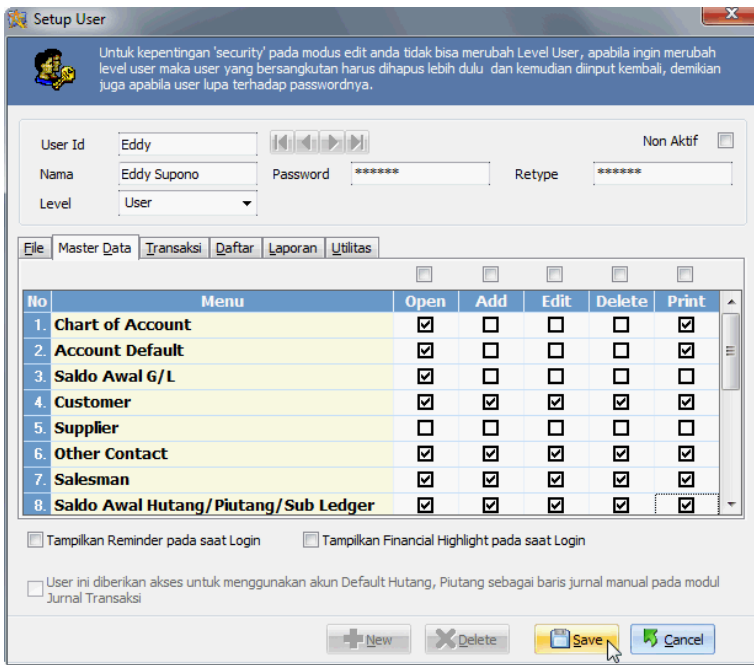 Setup User
Untuk kepentingan 'security' pada modus edit anda tidak bisa merubah Level User, apabila ingin merubah
level user maka user yang bersangkutan harus dihapus lebih dulu dan kemudian diinput kembali, demikian
juga apabila user lupa terhadap passwordnya.
User Id Eddy Non Aktif
Nama Eddy Supono Password ****** Retype ******
Level User
File Master Data Transaksi Daftar Laporan Utilitas
No Menu Open Add Edit Delete Print
1. Chart of Account
2. Account Default
3. Saldo Awal G/L
4. Customer
5. Supplier
6. Other Contact
7. Salesman
8. Saldo Awal Hutang/Piutang/Sub Ledger
Tampilkan Reminder pada saat Login Tampilkan Financial Highlight pada saat Login
User ini diberikan akses untuk menggunakan akun Default Hutang, Piutang sebagai baris jurnal manual pada modul
Jurnal Transaksi
New Delete Save Cancel